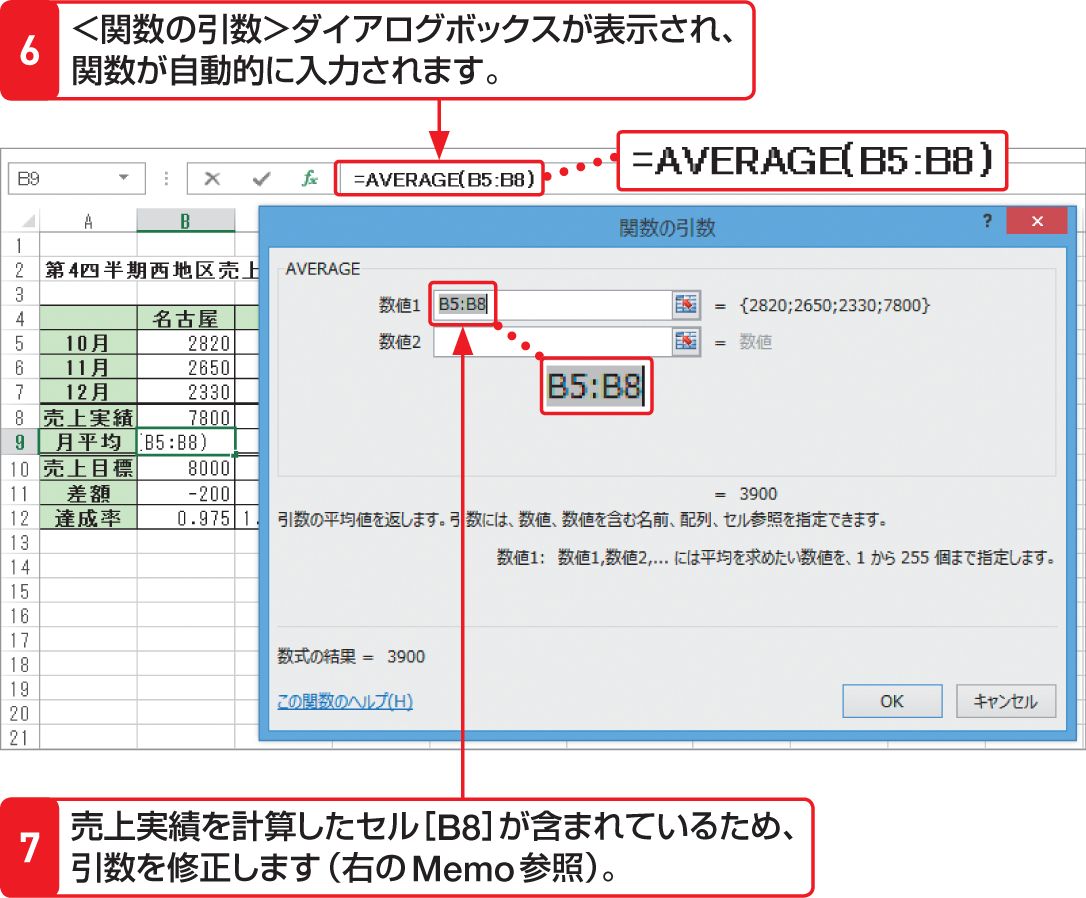 6
＜関数の引数＞ダイアログボックスが表示され、
関数が自動的に入力されます。
B9 fx =AVERAGE(B5:B8)
=AVERAGE(B5:B8)
A B
1
2 第4四半期西地区売上
3
4 名古屋
5 10月 2820
6 11月 2650
7 12月 2330
8 売上実績 7800
9 月平均 B5:B8)
10 売上目標 8000
11 差額 -200
12 達成率 0.975 1.
13
14
15
16
17
18
19
20
21
関数の引数 ?
AVERAGE
数値1 B5:B8 = {2820;2650;2330;7800}
数値2 = 数値
B5:B8
= 3900
引数の平均値を返します。引数には、数値、数値を含む名前、配列、セル参照を指定できます。
数値1: 数値1,数値2,... には平均を求めたい数値を、1 から 255 個まで指定します。
数式の結果 = 3900
この関数のヘルプ(H) OK キャンセル
7
売上実績を計算したセル［B8］が含まれているため、
引数を修正します（右のMemo参照）。